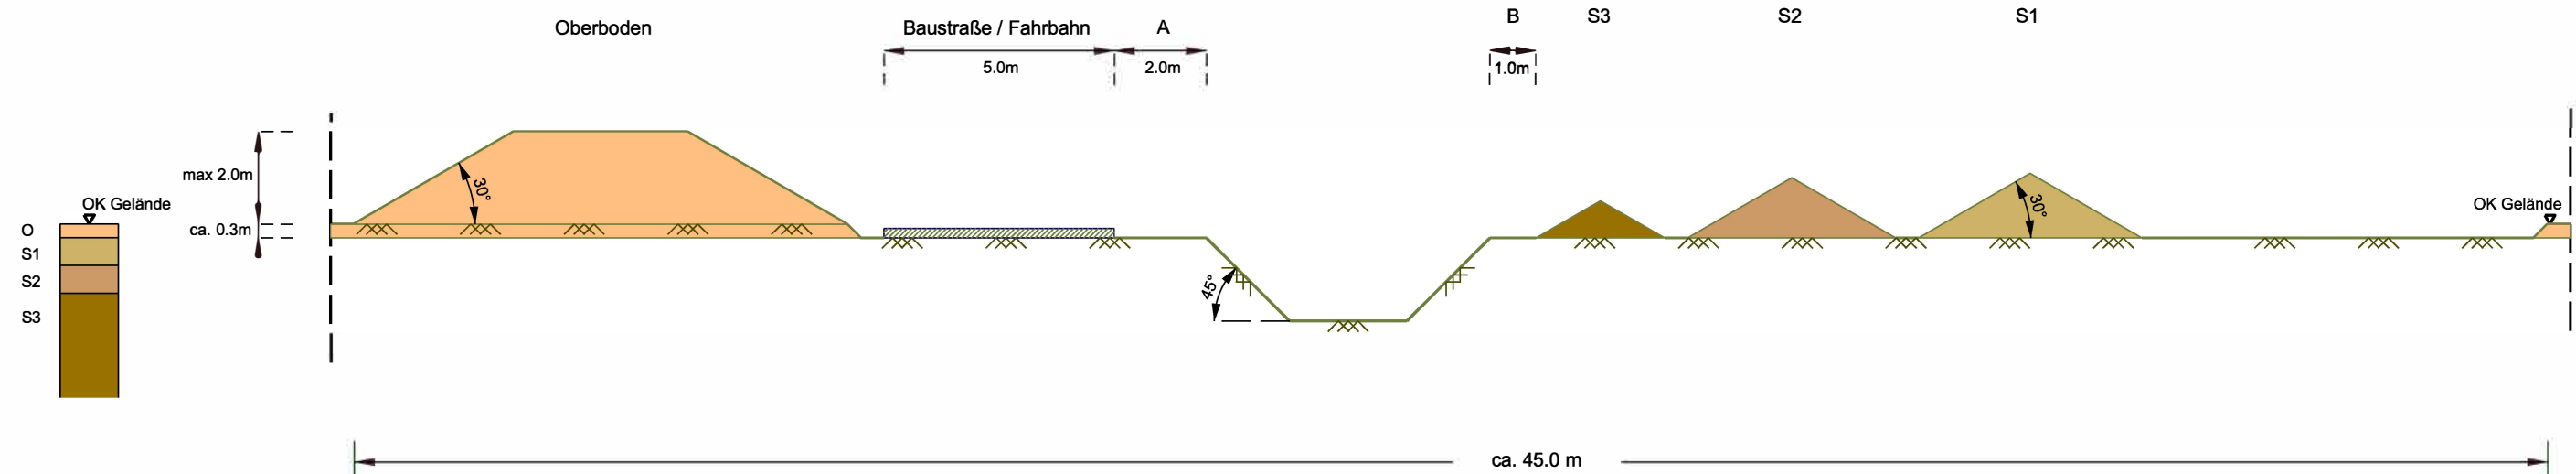 Oberboden
Baustraße / Fahrbahn
A
B
S3
S2
S1
5.0m
2.0m
1.0m
max 2.0m
30°
30°
OK Gelände
OK Gelände
O
ca. 0.3m
S1
S2
45°
S3
ca. 45.0 m